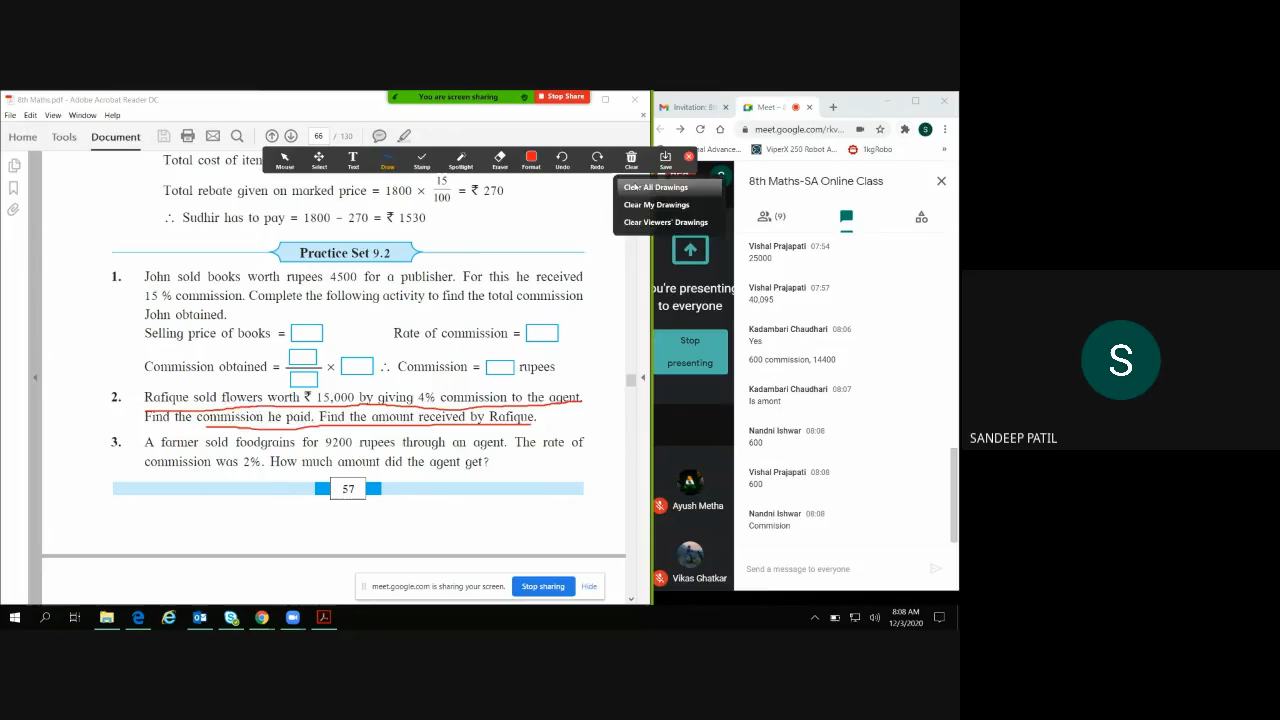 8th Maths.pdf - Adobe Acrobat Reader DC
You are screen sharing
Stop Share
File Edit View Window Help
Home Tools Document
66 / 130
Mouse Select Text Draw Stamp Spotlight Eraser Format Undo Redo Clear Save
Clear All Drawings
Clear My Drawings
Clear Viewers' Drawings
Total cost of item
Total rebate given on marked price = 1800 × 15/100 = ₹ 270
∴ Sudhir has to pay = 1800 − 270 = ₹ 1530
Practice Set 9.2
1. John sold books worth rupees 4500 for a publisher. For this he received
15 % commission. Complete the following activity to find the total commission
John obtained.
Selling price of books = Rate of commission =
Commission obtained = × ∴ Commission = rupees
2. Rafique sold flowers worth ₹ 15,000 by giving 4% commission to the agent.
Find the commission he paid. Find the amount received by Rafique.
3. A farmer sold foodgrains for 9200 rupees through an agent. The rate of
commission was 2%. How much amount did the agent get?
57
meet.google.com is sharing your screen.
Stop sharing
Hide
Invitation: 8th
Meet –
meet.google.com/rkv...
S
Advance...
ViperX 250 Robot A...
1kgRobo
»
8th Maths-SA Online Class
(9)
You're presenting
to everyone
Stop
presenting
Ayush Metha
Vikas Ghatkar
Vishal Prajapati 07:54
25000
Vishal Prajapati 07:57
40,095
Kadambari Chaudhari 08:06
Yes
600 commission, 14400
Kadambari Chaudhari 08:07
Is amont
Nandni Ishwar 08:08
600
Vishal Prajapati 08:08
600
Nandni Ishwar 08:08
Commision
Send a message to everyone
8:08 AM
12/3/2020
S
SANDEEP PATIL